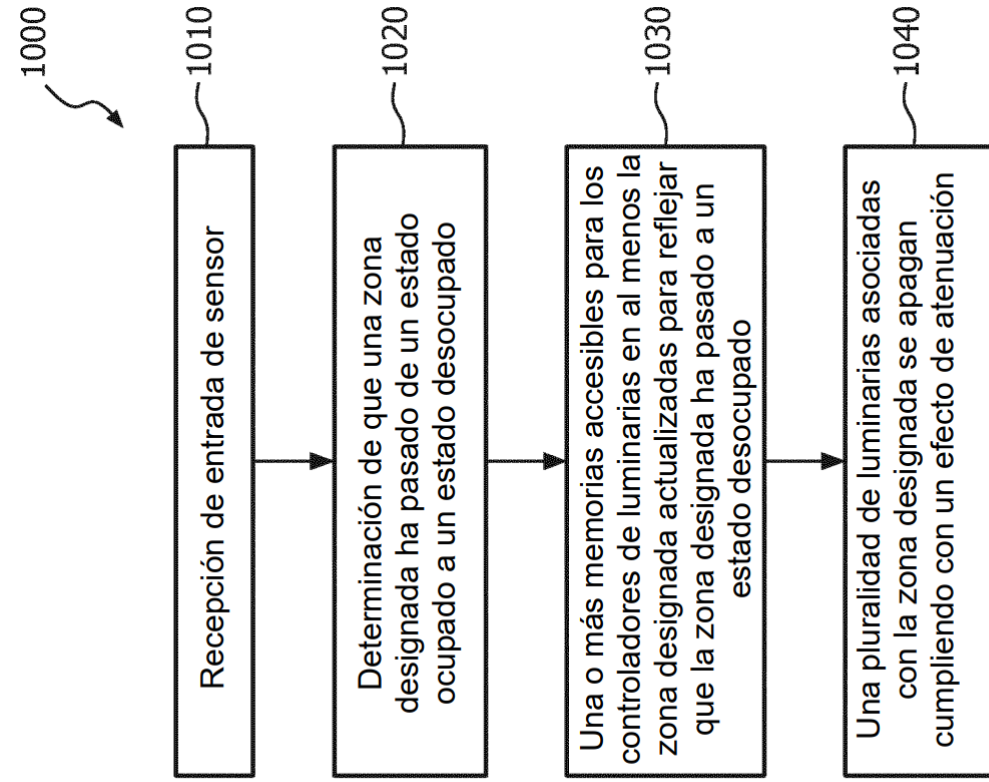 1000
Recepción de entrada de sensor
1010
Determinación de que una zona
designada ha pasado de un estado
ocupado a un estado desocupado
1020
Una o más memorias accesibles para los
controladores de luminarias en al menos la
zona designada actualizadas para reflejar
que la zona designada ha pasado a un
estado desocupado
1030
Una pluralidad de luminarias asociadas
con la zona designada se apagan
cumpliendo con un efecto de atenuación
1040